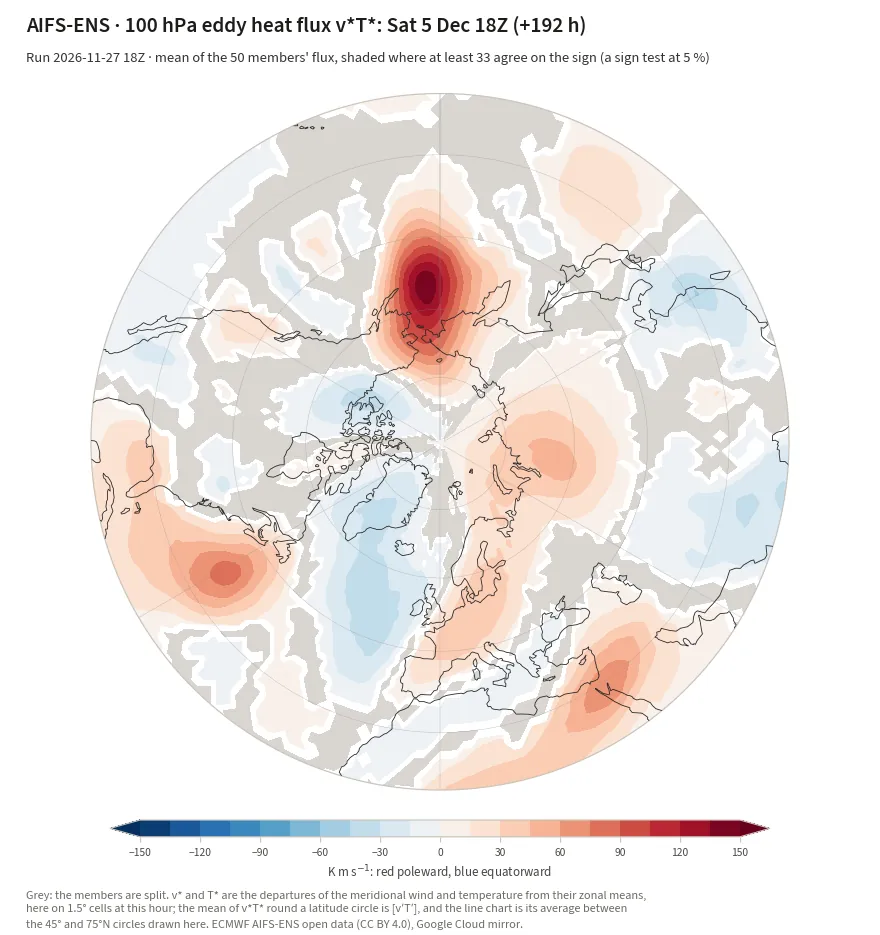 AIFS-ENS · 100 hPa eddy heat flux v*T*: Sat 5 Dec 18Z (+192 h)
Run 2026-11-27 18Z · mean of the 50 members' flux, shaded where at least 33 agree on the sign (a sign test at 5 %)
−150 −120 −90 −60 −30 0 30 60 90 120 150
K m s⁻¹: red poleward, blue equatorward
Grey: the members are split. v* and T* are the departures of the meridional wind and temperature from their zonal means,
here on 1.5° cells at this hour; the mean of v*T* round a latitude circle is [v'T'], and the line chart is its average between
the 45° and 75°N circles drawn here. ECMWF AIFS-ENS open data (CC BY 4.0), Google Cloud mirror.